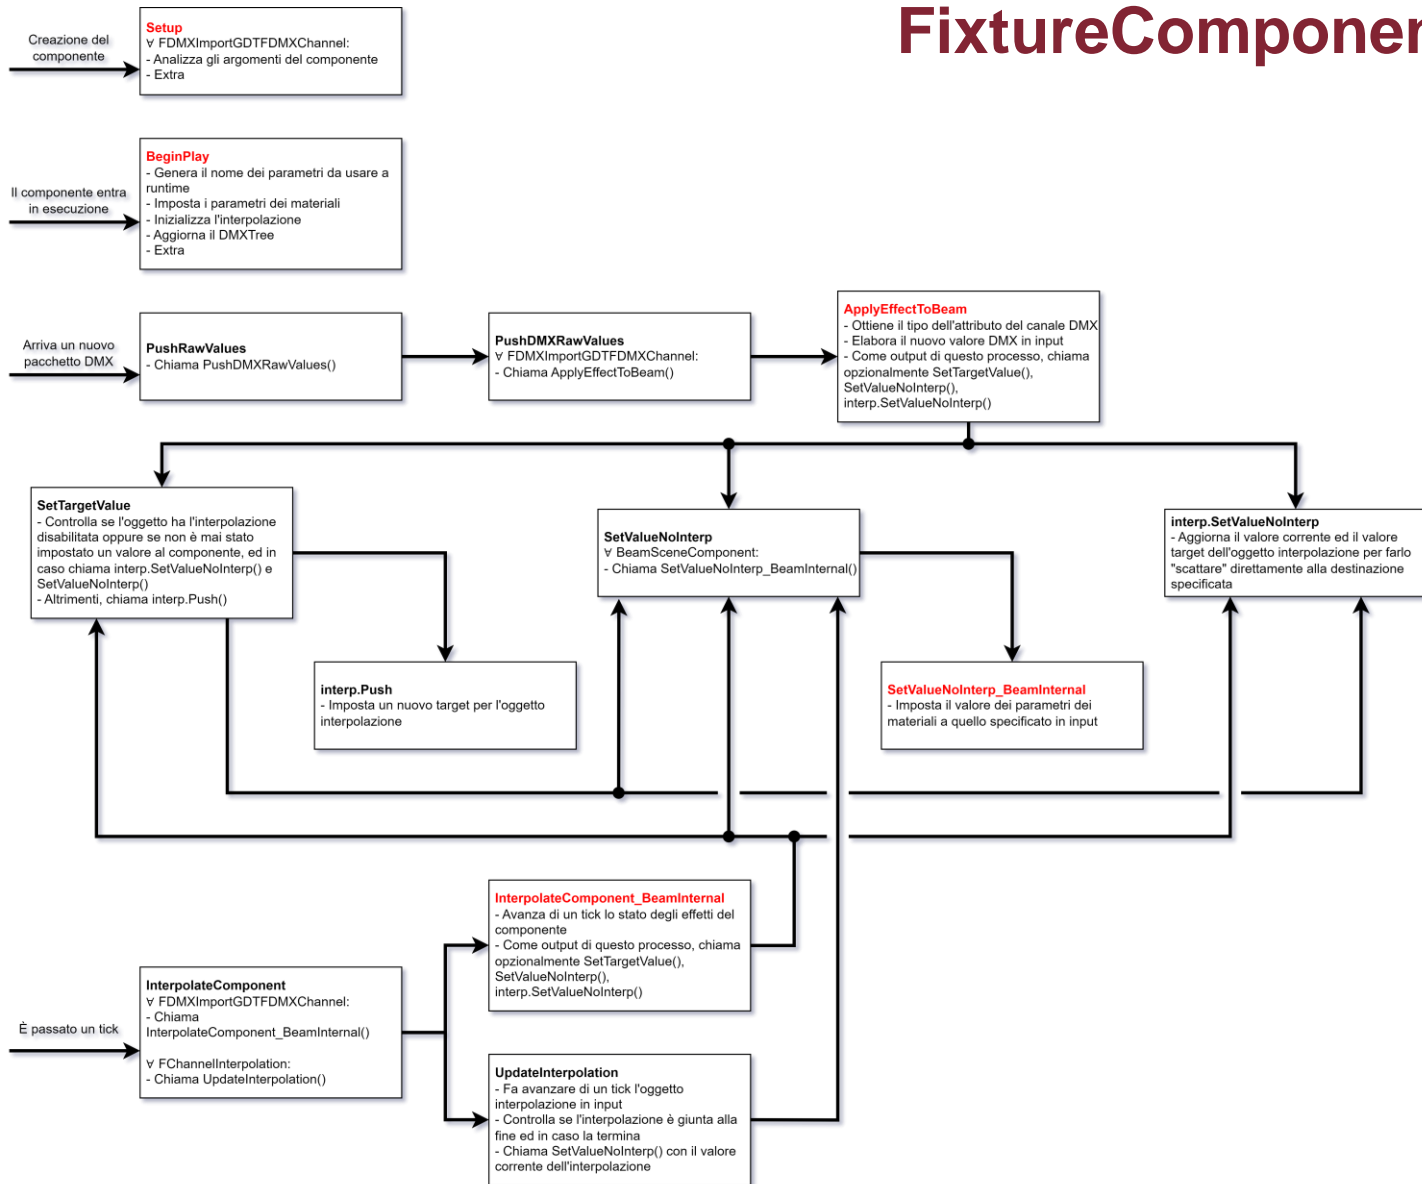 FixtureComponen
Creazione del
componente
Setup
∀ FDMXImportGDTFDMXChannel:
- Analizza gli argomenti del componente
- Extra
Il componente entra
in esecuzione
BeginPlay
- Genera il nome dei parametri da usare a
runtime
- Imposta i parametri dei materiali
- Inizializza l'interpolazione
- Aggiorna il DMXTree
- Extra
Arriva un nuovo
pacchetto DMX
PushRawValues
- Chiama PushDMXRawValues()
PushDMXRawValues
∀ FDMXImportGDTFDMXChannel:
- Chiama ApplyEffectToBeam()
ApplyEffectToBeam
- Ottiene il tipo dell'attributo del canale DMX
- Elabora il nuovo valore DMX in input
- Come output di questo processo, chiama
opzionalmente SetTargetValue(),
SetValueNoInterp(),
interp.SetValueNoInterp()
SetTargetValue
- Controlla se l'oggetto ha l'interpolazione
disabilitata oppure se non è mai stato
impostato un valore al componente, ed in
caso chiama interp.SetValueNoInterp() e
SetValueNoInterp()
- Altrimenti, chiama interp.Push()
SetValueNoInterp
∀ BeamSceneComponent:
- Chiama SetValueNoInterp_BeamInternal()
interp.SetValueNoInterp
- Aggiorna il valore corrente ed il valore
target dell'oggetto interpolazione per farlo
"scattare" direttamente alla destinazione
specificata
interp.Push
- Imposta un nuovo target per l'oggetto
interpolazione
SetValueNoInterp_BeamInternal
- Imposta il valore dei parametri dei
materiali a quello specificato in input
È passato un tick
InterpolateComponent
∀ FDMXImportGDTFDMXChannel:
- Chiama
InterpolateComponent_BeamInternal()
∀ FChannelInterpolation:
- Chiama UpdateInterpolation()
InterpolateComponent_BeamInternal
- Avanza di un tick lo stato degli effetti del
componente
- Come output di questo processo, chiama
opzionalmente SetTargetValue(),
SetValueNoInterp(),
interp.SetValueNoInterp()
UpdateInterpolation
- Fa avanzare di un tick l'oggetto
interpolazione in input
- Controlla se l'interpolazione è giunta alla
fine ed in caso la termina
- Chiama SetValueNoInterp() con il valore
corrente dell'interpolazione